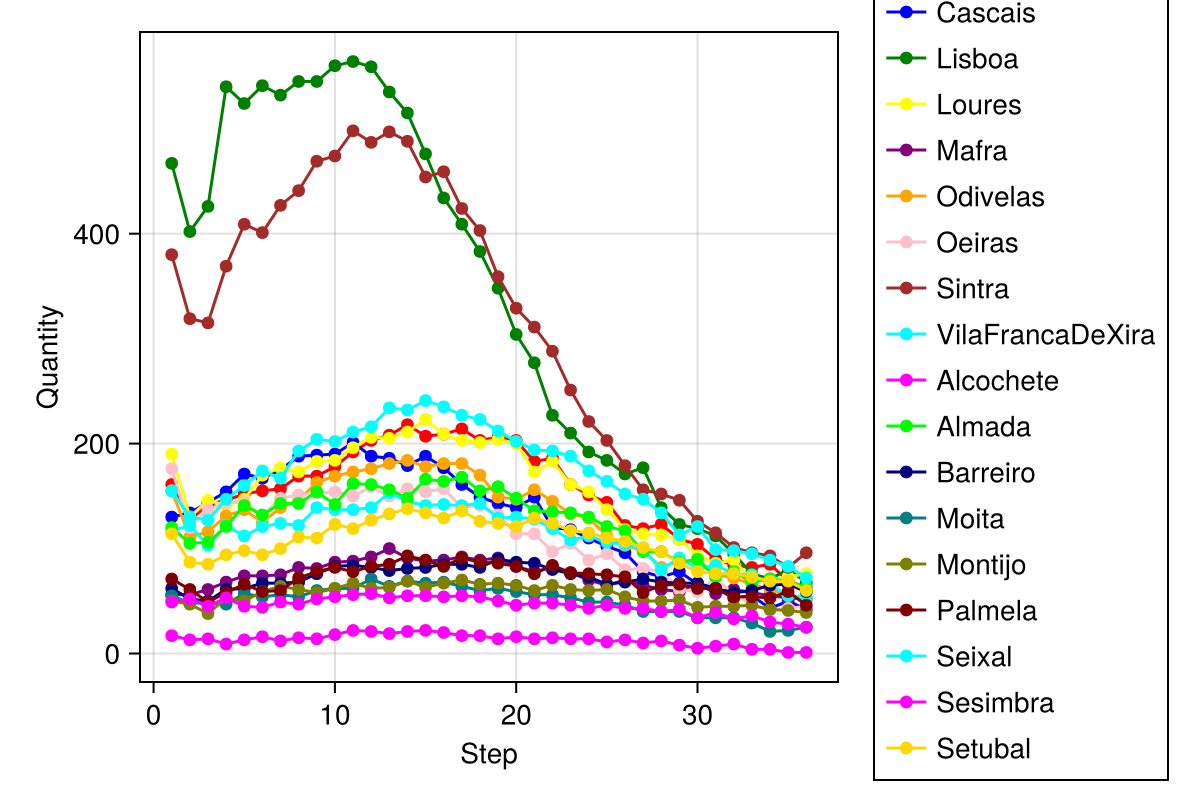 Cascais
Lisboa
Loures
Mafra
Odivelas
Oeiras
Sintra
VilaFrancaDeXira
Alcochete
Almada
Barreiro
Moita
Montijo
Palmela
Seixal
Sesimbra
Setubal
Quantity
400
200
0
0 10 20 30
Step